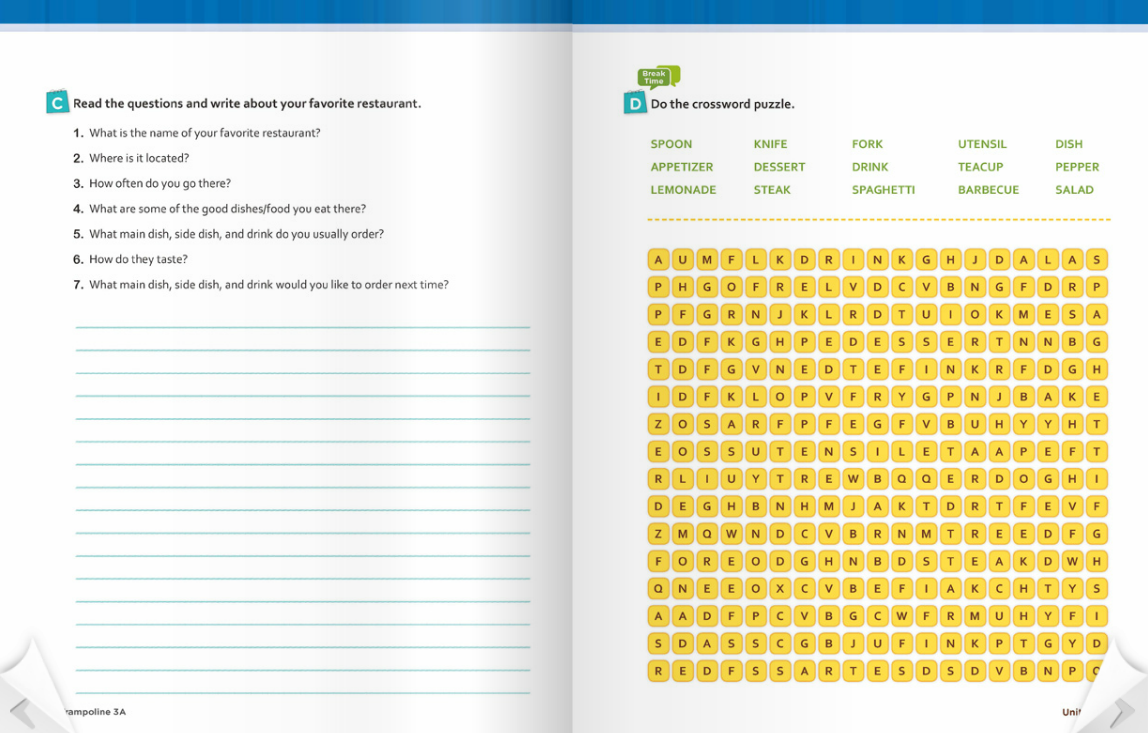 C Read the questions and write about your favorite restaurant.
1. What is the name of your favorite restaurant?
2. Where is it located?
3. How often do you go there?
4. What are some of the good dishes/food you eat there?
5. What main dish, side dish, and drink do you usually order?
6. How do they taste?
7. What main dish, side dish, and drink would you like to order next time?
rampoline 3A
Break
Time
D Do the crossword puzzle.
SPOON KNIFE FORK UTENSIL DISH
APPETIZER DESSERT DRINK TEACUP PEPPER
LEMONADE STEAK SPAGHETTI BARBECUE SALAD
A U M F L K D R I N K G H J D A L A S
P H G O F R E L V D C V B N G F D R P
P F G R N J K L R D T U I O K M E S A
E D F K G H P E D E S S E R T N N B G
T D F G V N E D T E F I N K R F D G H
I D F K L O P V F R Y G P N J B A K E
Z O S A R F P F E G F V B U H Y Y H T
E O S S U T E N S I L E T A A P E F T
R L I U Y T R E W B Q Q E R D O G H I
D E G H B N H M J A K T D R T F E V F
Z M Q W N D C V B R N M T R E E D F G
F O R E O D G H N B D S T E A K D W H
Q N E E O X C V B E F I A K C H T Y S
A A D F P C V B G C W F R M U H Y F I
S D A S S C G B J U F I N K P T G Y D
R E D F S S A R T E S D S D V B N P
Unit